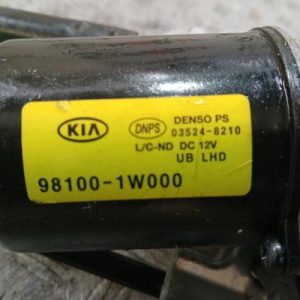 KIA
DNPS
DENSO PS
03524-8210
L/C-ND DC 12V
UB LHD
98100-1W000